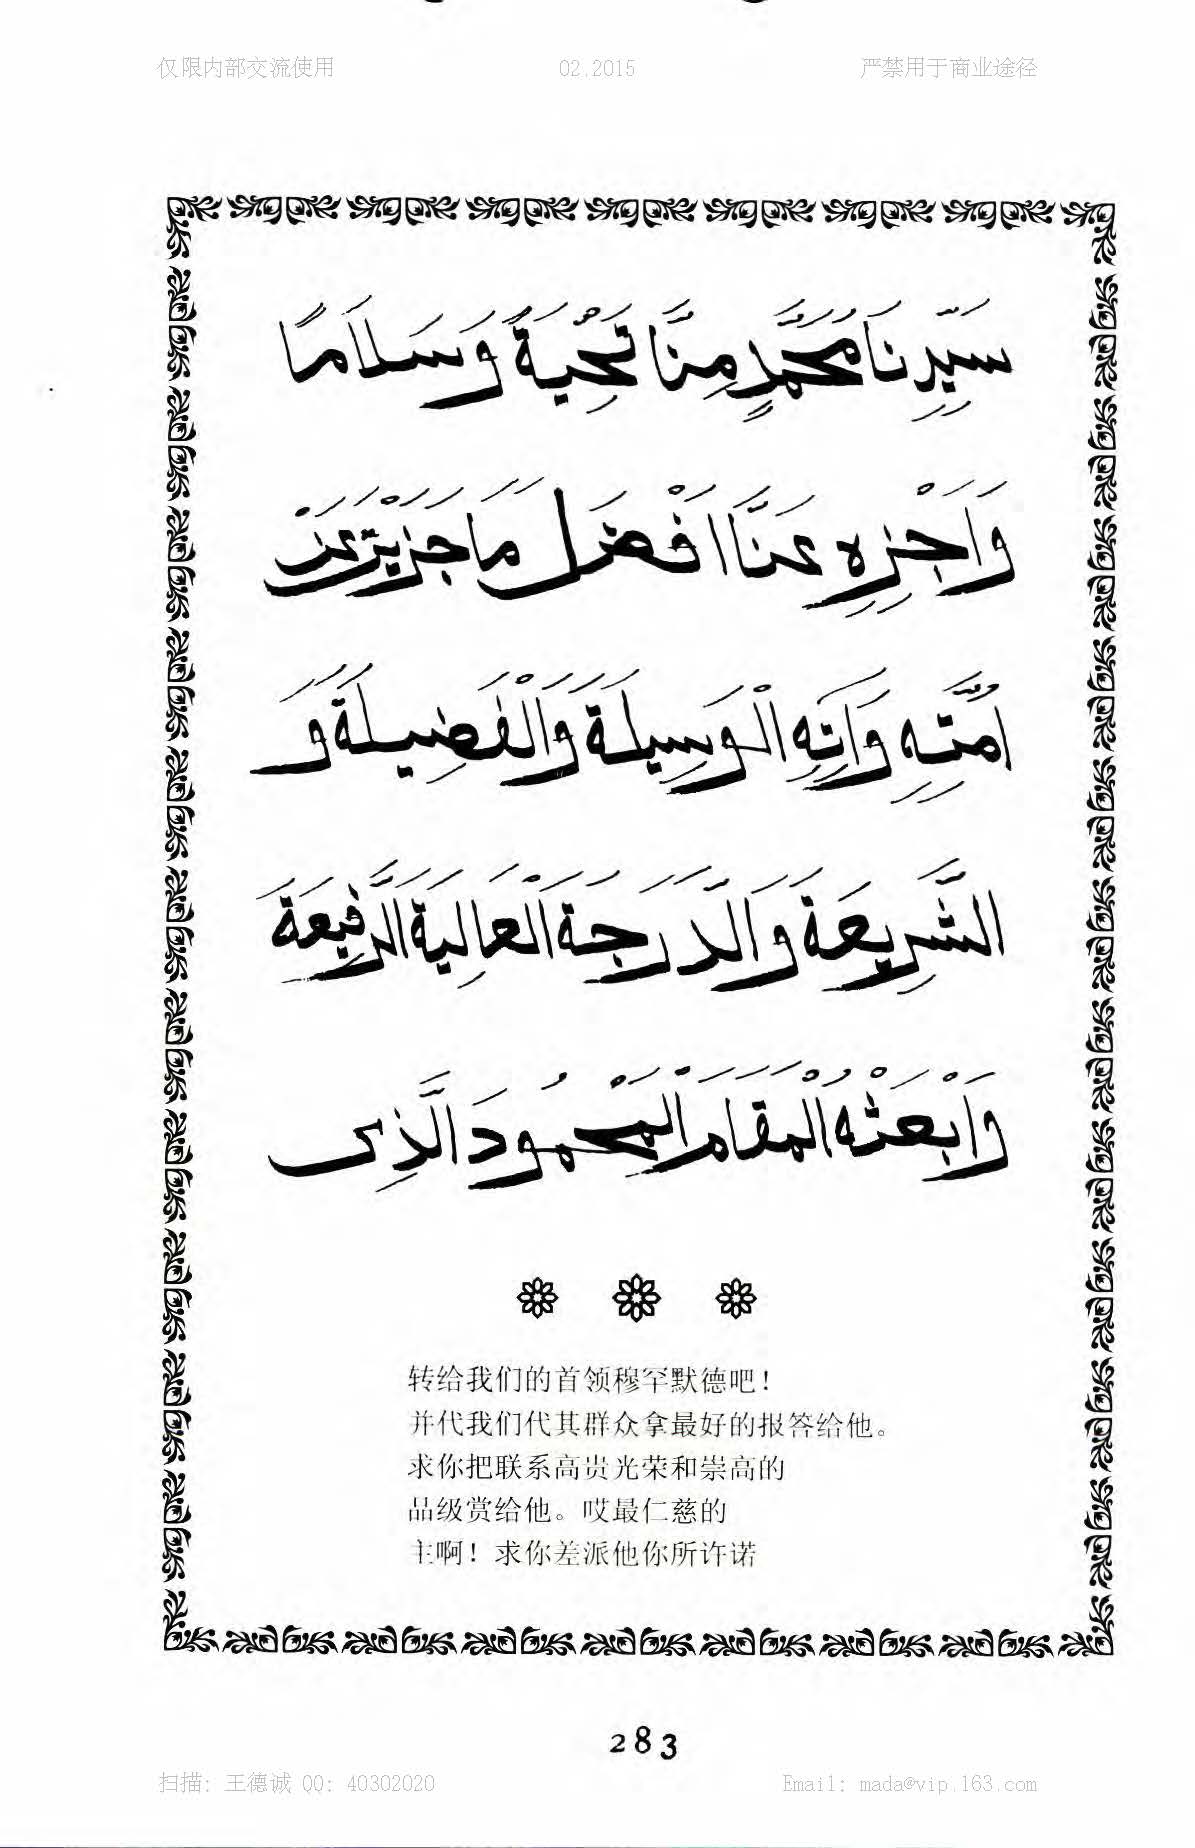 仅限内部交流使用 02.2015 严禁用于商业途径
سَيِّدِنَا مُحَمَّدٍ مِنَّا تَحِيَّةً وَسَلَامًا
وَاجْزِهِ عَنَّا اَفْضَلَ مَا جَزَيْتَ عَنْ
اُمَّتِهِ وَاٰتِهِ الْوَسِيلَةَ وَالْفَضِيلَةَ وَ
الشَّرِيعَةَ وَالدَّرَجَةَ الْعَالِيَةَ الرَّفِيعَةَ
وَابْعَثْهُ الْمَقَامَ الْمَحْمُودَ الَّذِى
转给我们的首领穆罕默德吧！
并代我们代其群众拿最好的报答给他。
求你把联系高贵光荣和崇高的
品级赏给他。哎最仁慈的
主啊！求你差派他你所许诺
283
扫描: 王德诚 QQ: 40302020 Email: mada@vip.163.com